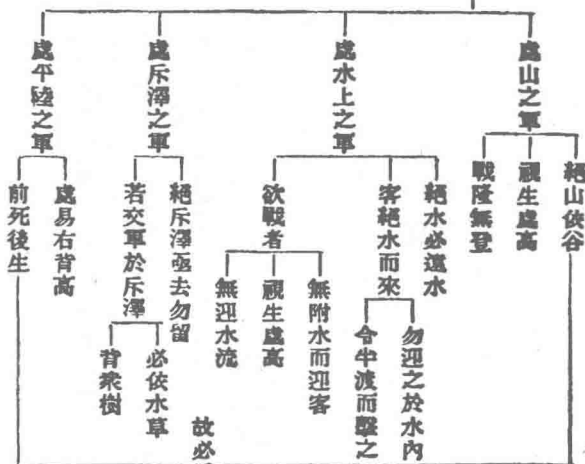 處山之軍
絕山依谷
視生處高
戰隆無登
處水上之軍
絕水必遠水
客絕水而來
勿迎之於水內
令半渡而擊之
欲戰者
無附水而迎客
視生處高
無迎水流
處斥澤之軍
絕斥澤亟去勿留
若交軍於斥澤
必依水草
背衆樹
處平陸之軍
處易右背高
前死後生
故必